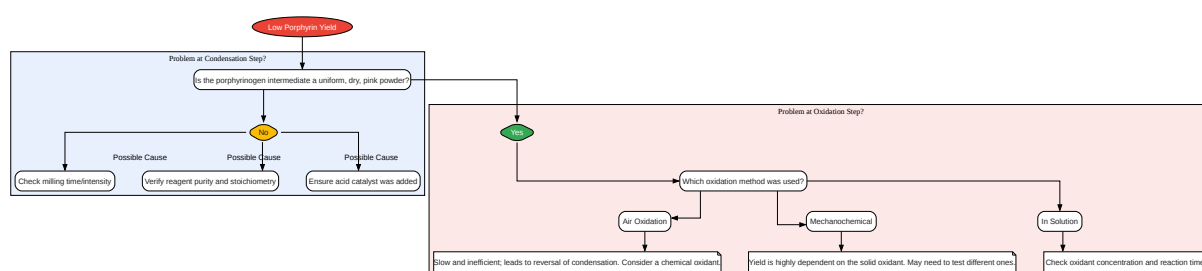 Low Porphyrin Yield
Problem at Condensation Step?
Is the porphyrinogen intermediate a uniform, dry, pink powder?
Problem at Oxidation Step?
No
Yes
Possible Cause
Possible Cause
Possible Cause
Check milling time/intensity
Verify reagent purity and stoichiometry
Ensure acid catalyst was added
Which oxidation method was used?
Air Oxidation
Mechanochemical
In Solution
Slow and inefficient; leads to reversal of condensation. Consider a chemical oxidant.
Yield is highly dependent on the solid oxidant. May need to test different ones.
Check oxidant concentration and reaction time